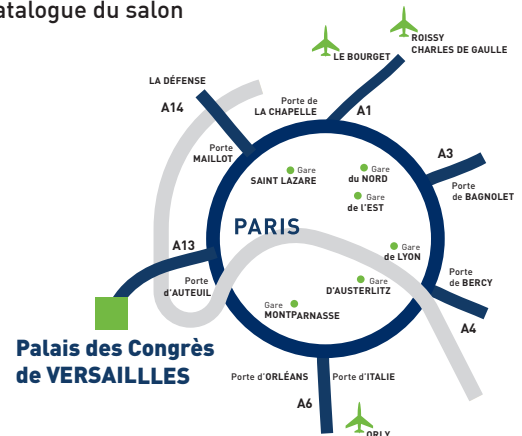 atalogue du salon
ROISSY
CHARLES DE GAULLE
LE BOURGET
LA DÉFENSE
A14
Porte de
LA CHAPELLE
A1
Porte
MAILLOT
A3
Gare
SAINT LAZARE
Gare
du NORD
Porte
de BAGNOLET
Gare
de l'EST
PARIS
A13
Gare
de LYON
Porte
d'AUTEUIL
Gare
D'AUSTERLITZ
Porte
de BERCY
Gare
MONTPARNASSE
A4
Palais des Congrès
de VERSAILLLES
Porte d'ORLÉANS
Porte d'ITALIE
A6
ORLY